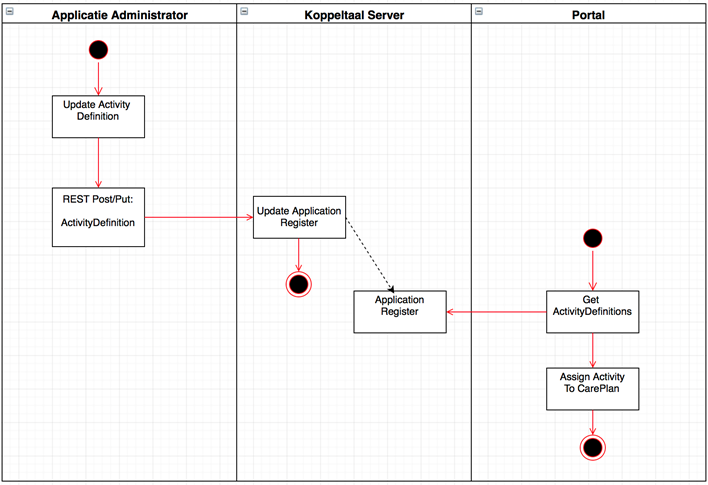 Applicatie Administrator
Koppeltaal Server
Portal
Update Activity
Definition
REST Post/Put:
ActivityDefinition
Update Application
Register
Application
Register
Get
ActivityDefinitions
Assign Activity
To CarePlan